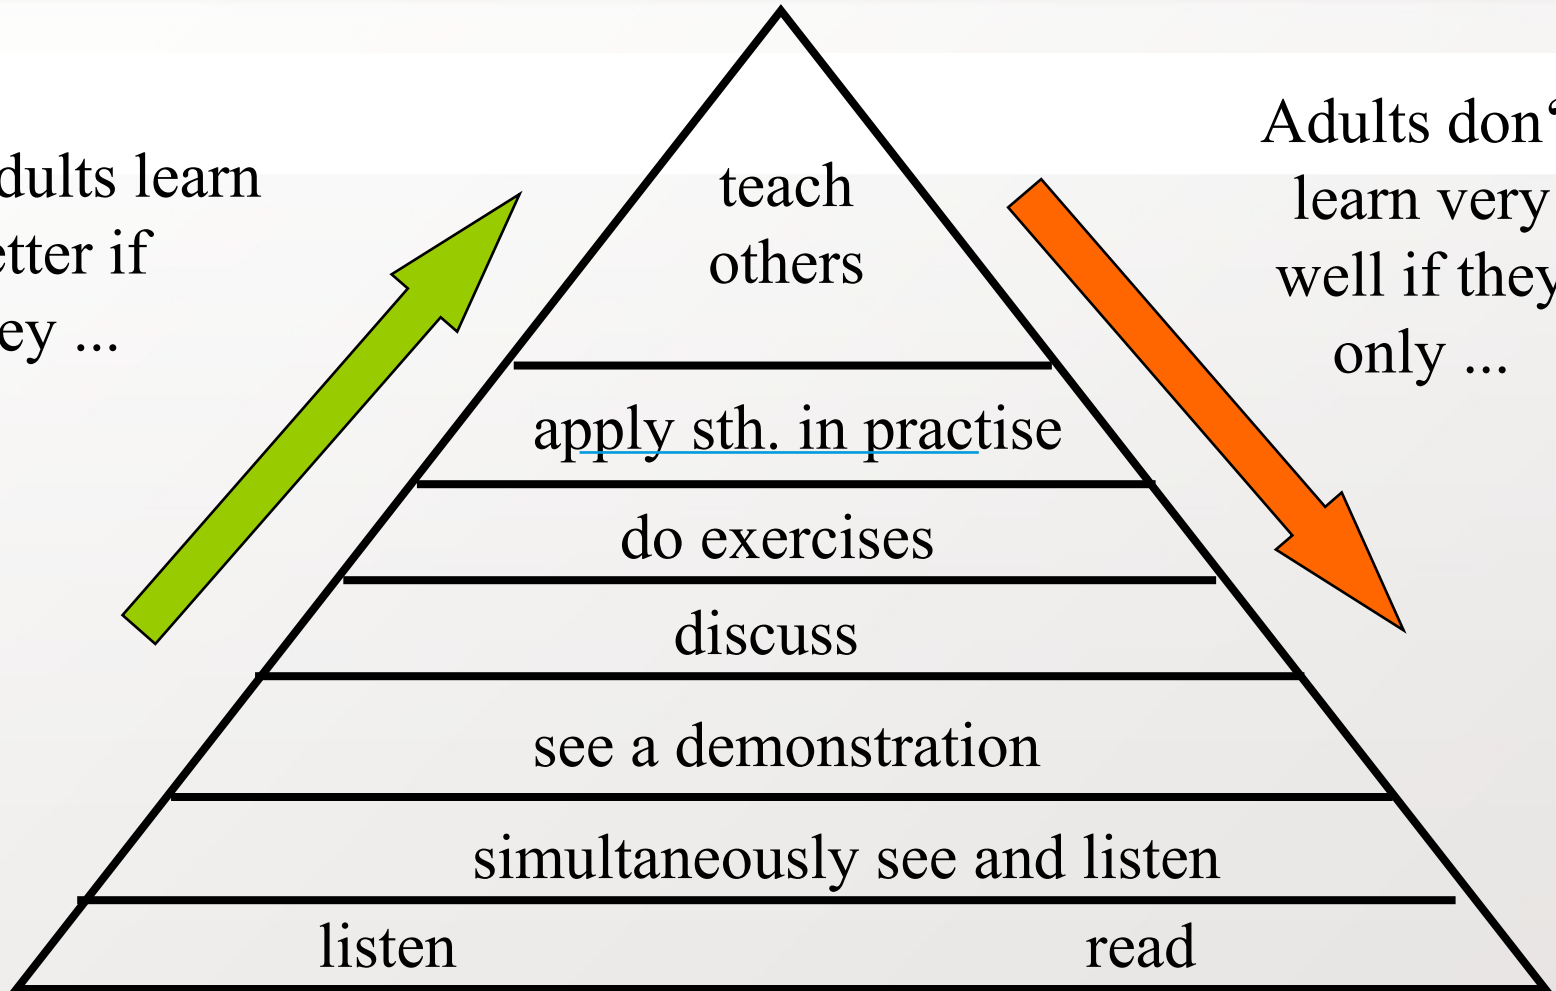 dults learn
etter if
ey ...
Adults don‘
learn very
well if they
only ...
teach
others
apply sth. in practise
do exercises
discuss
see a demonstration
simultaneously see and listen
listen read